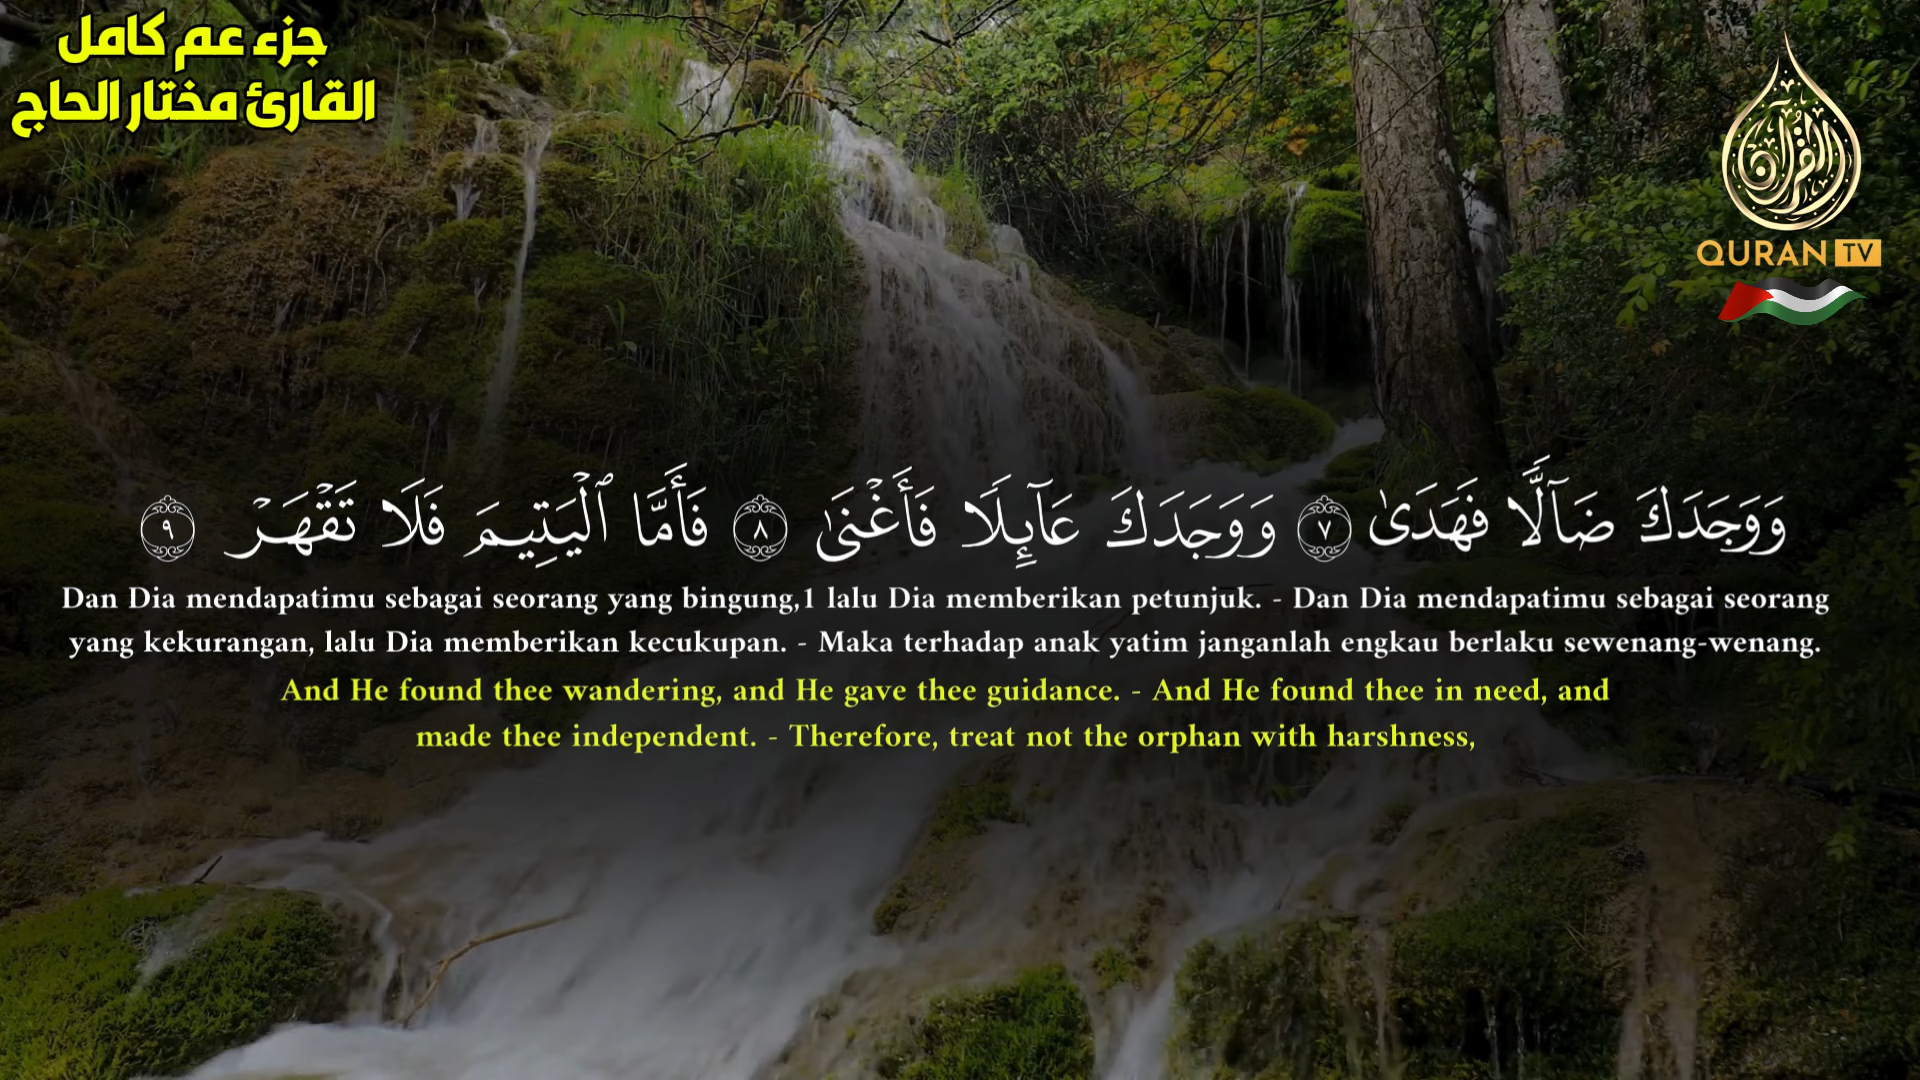 جزء عم كامل
القارئ مختار الحاج
القرآن
QURAN TV
وَوَجَدَكَ ضَآلًّا فَهَدَىٰ ٧ وَوَجَدَكَ عَآئِلًا فَأَغْنَىٰ ٨ فَأَمَّا ٱلْيَتِيمَ فَلَا تَقْهَرْ ٩
Dan Dia mendapatimu sebagai seorang yang bingung,1 lalu Dia memberikan petunjuk. - Dan Dia mendapatimu sebagai seorang
yang kekurangan, lalu Dia memberikan kecukupan. - Maka terhadap anak yatim janganlah engkau berlaku sewenang-wenang.
And He found thee wandering, and He gave thee guidance. - And He found thee in need, and
made thee independent. - Therefore, treat not the orphan with harshness,